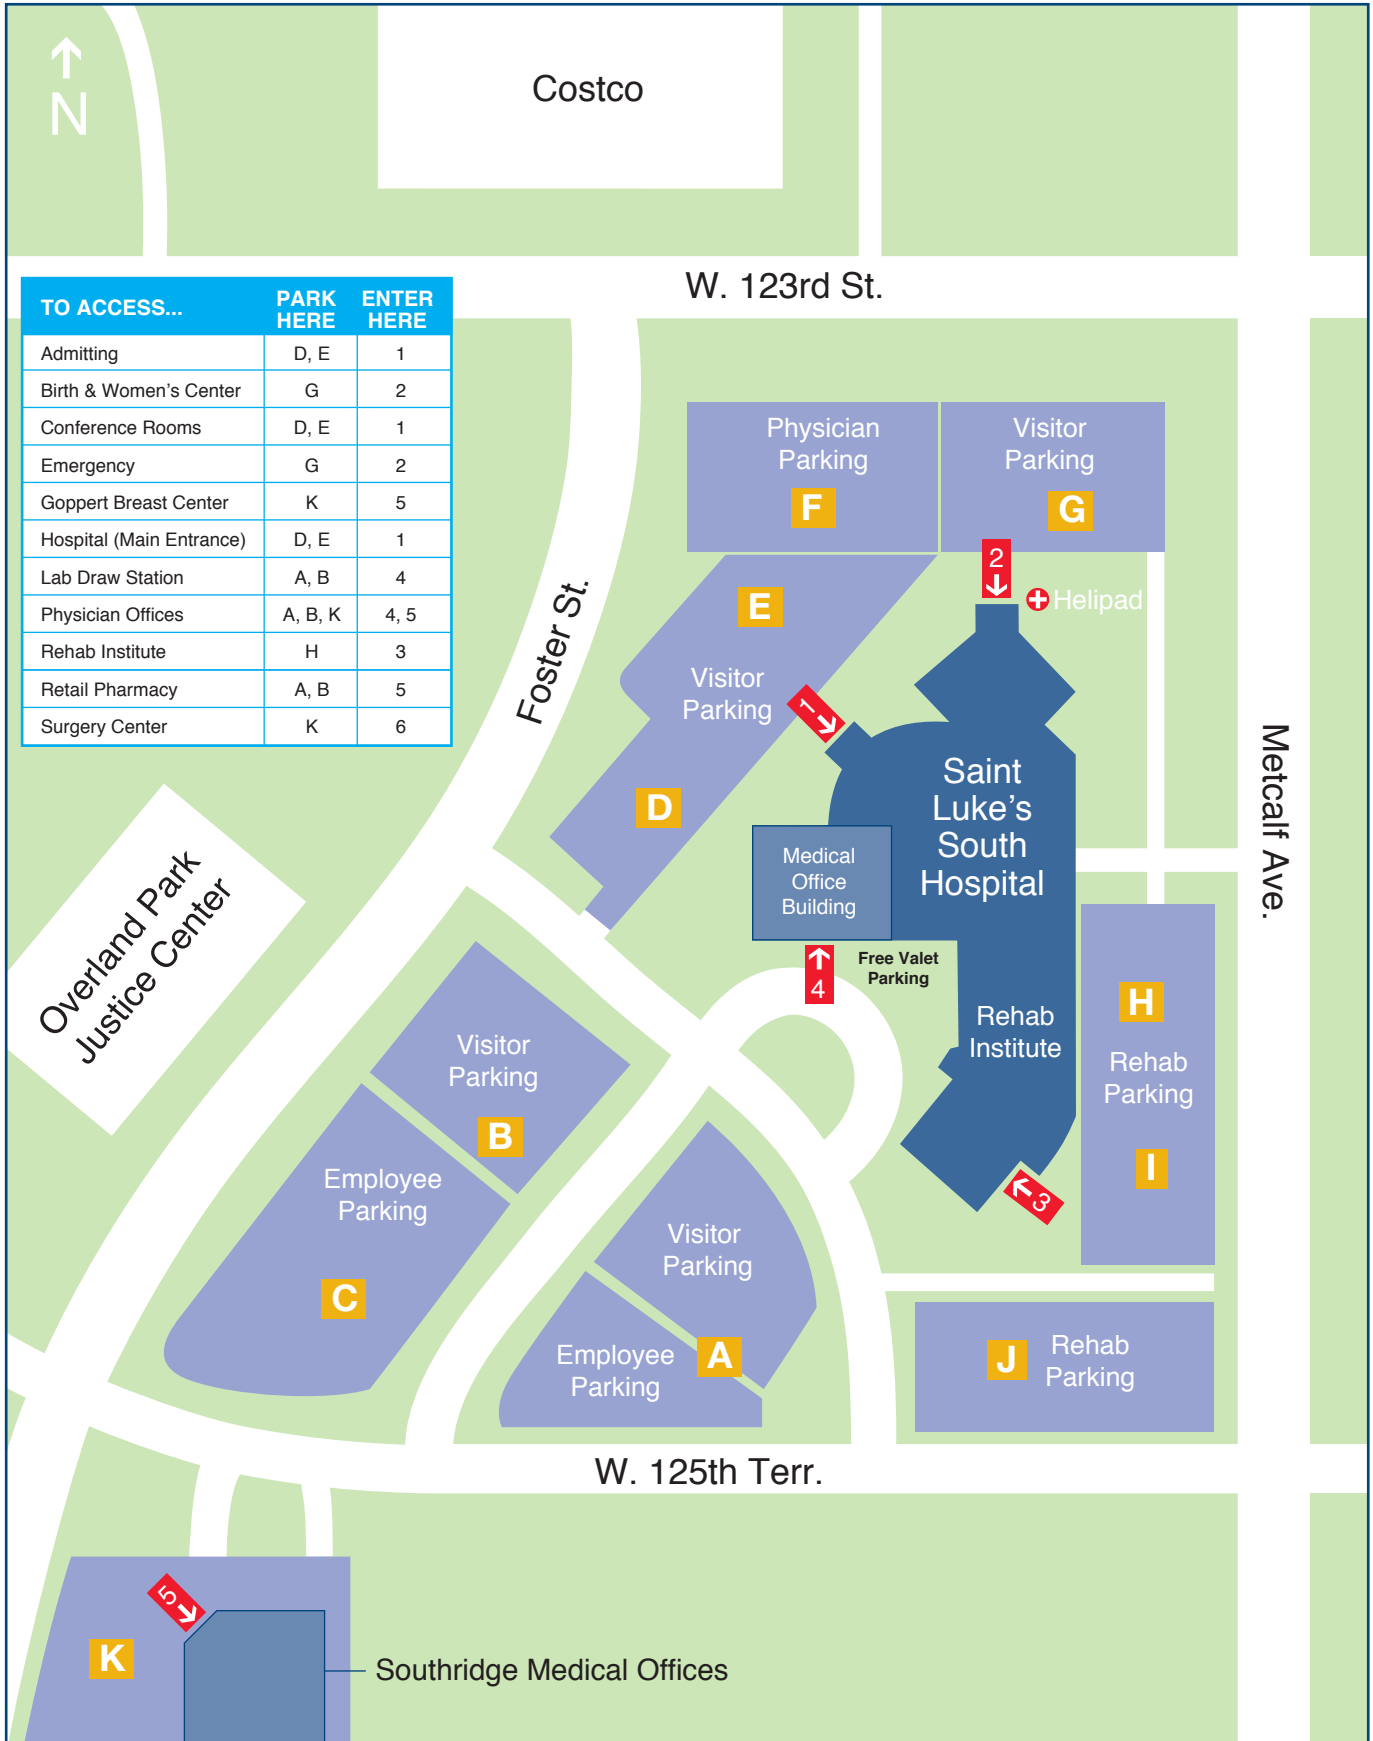 N
Costco
W. 123rd St.
TO ACCESS... PARK HERE ENTER HERE
Admitting D, E 1
Birth & Women's Center G 2
Conference Rooms D, E 1
Emergency G 2
Goppert Breast Center K 5
Hospital (Main Entrance) D, E 1
Lab Draw Station A, B 4
Physician Offices A, B, K 4, 5
Rehab Institute H 3
Retail Pharmacy A, B 5
Surgery Center K 6
Physician
Parking
F
Visitor
Parking
G
2
Helipad
E
Visitor
Parking
1
D
Foster St.
Saint
Luke's
South
Hospital
Metcalf Ave.
Medical
Office
Building
Overland Park
Justice Center
Free Valet
Parking
4
Rehab
Institute
H
Rehab
Parking
I
3
Visitor
Parking
B
Employee
Parking
C
Visitor
Parking
A
Employee
Parking
J
Rehab
Parking
W. 125th Terr.
5
K
Southridge Medical Offices